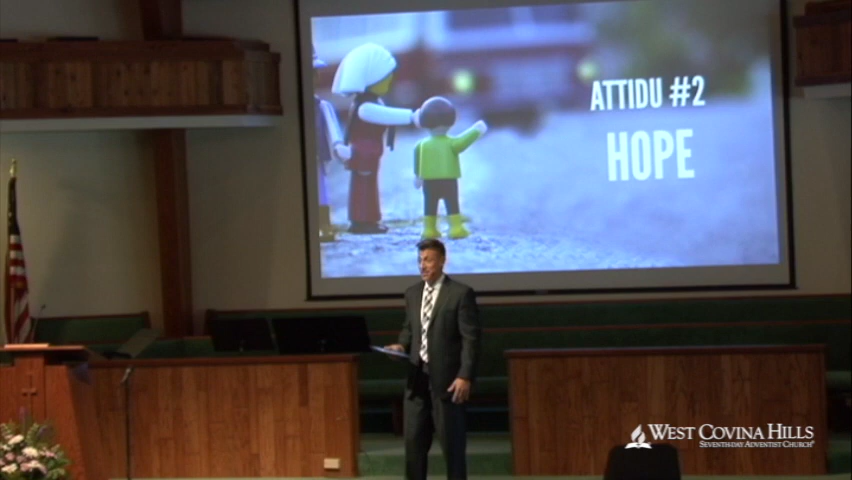 ATTIDU #2
HOPE
WEST COVINA HILLS
SEVENTH-DAY ADVENTIST CHURCH